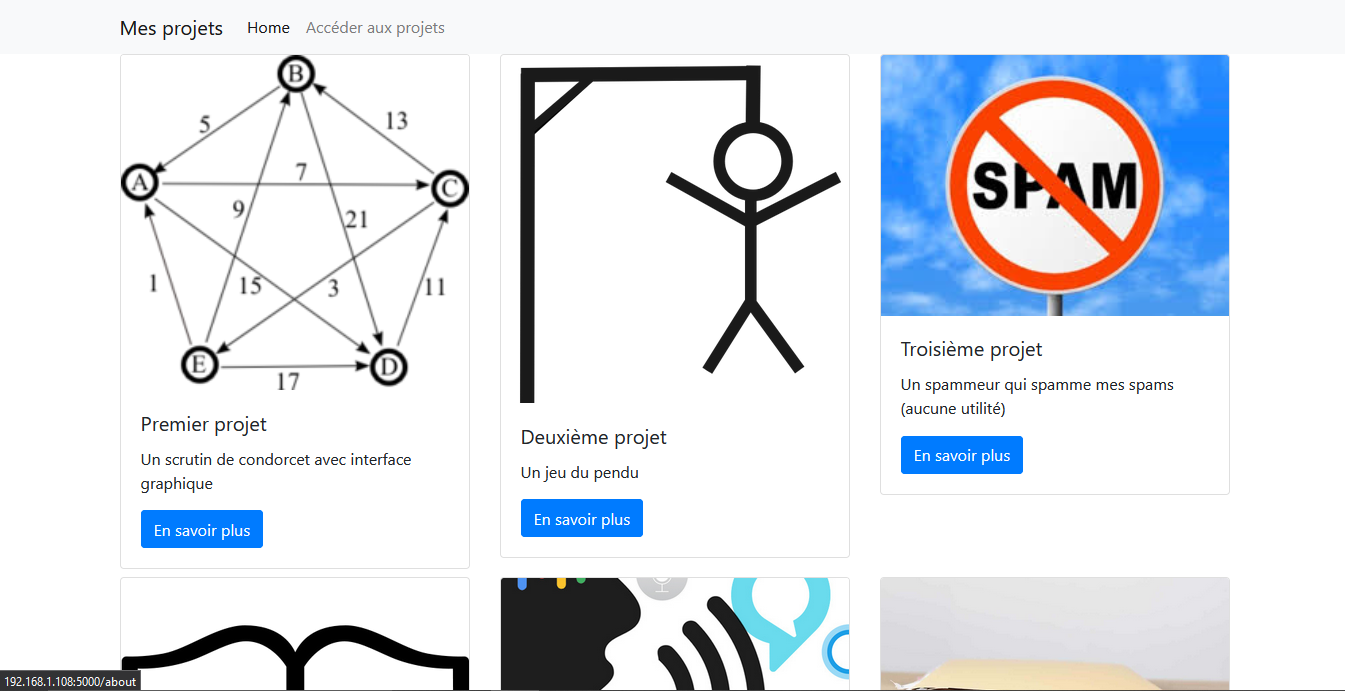 Mes projets Home Accéder aux projets
B
5
13
7
A
C
9
21
1
15
3
11
E
D
17
SPAM
Premier projet
Un scrutin de condorcet avec interface
graphique
En savoir plus
Deuxième projet
Un jeu du pendu
En savoir plus
Troisième projet
Un spammeur qui spamme mes spams
(aucune utilité)
En savoir plus
192.168.1.108:5000/about